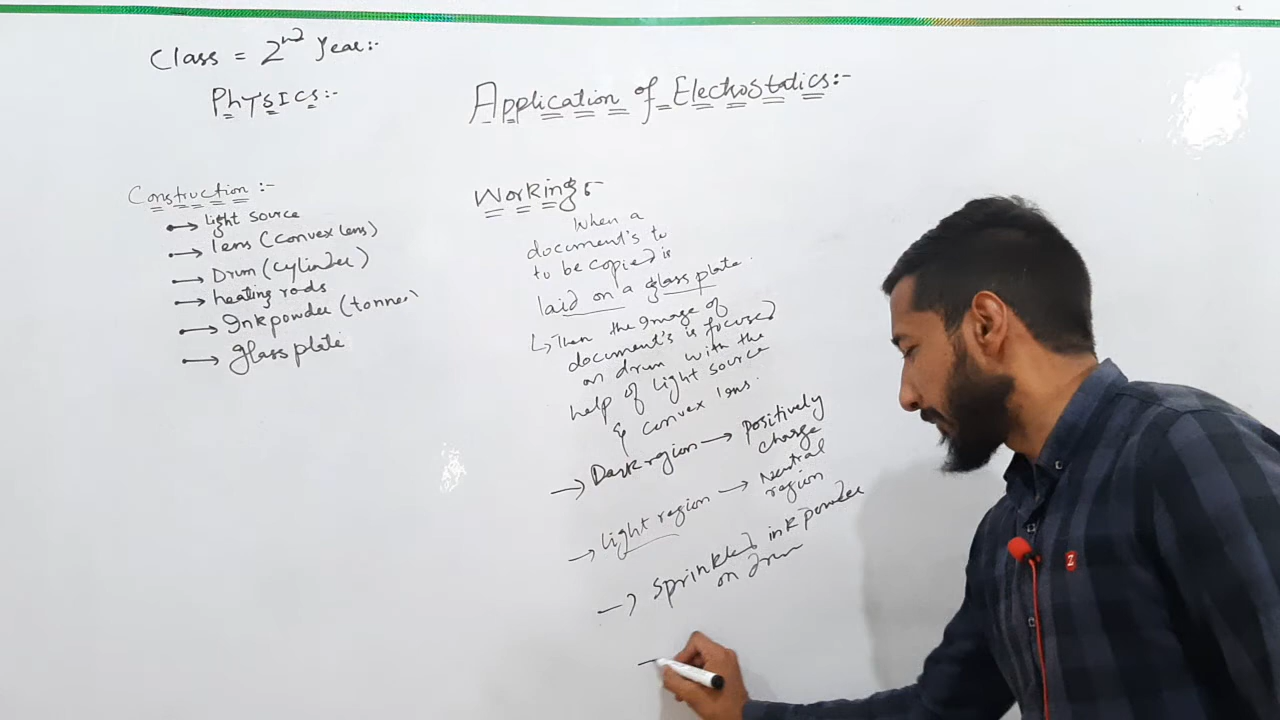 Class = 2nd Year:-
Physics:-
Application of Electrostatics:-
Construction:-
→ light source
→ lens (convex lens)
→ Drum (cylinder)
→ heating rods
→ Ink powder (tonner)
→ glass plate
Working:-
When a
document's to
to be copied is
laid on a glass plate.
↳ Then the Image of
document's is focused
on drum with the
help of light source
& convex lens.
→ Dark region → positively
charge
→ light region → Neutral
region
→ Sprinkled ink powder
on drum
Z